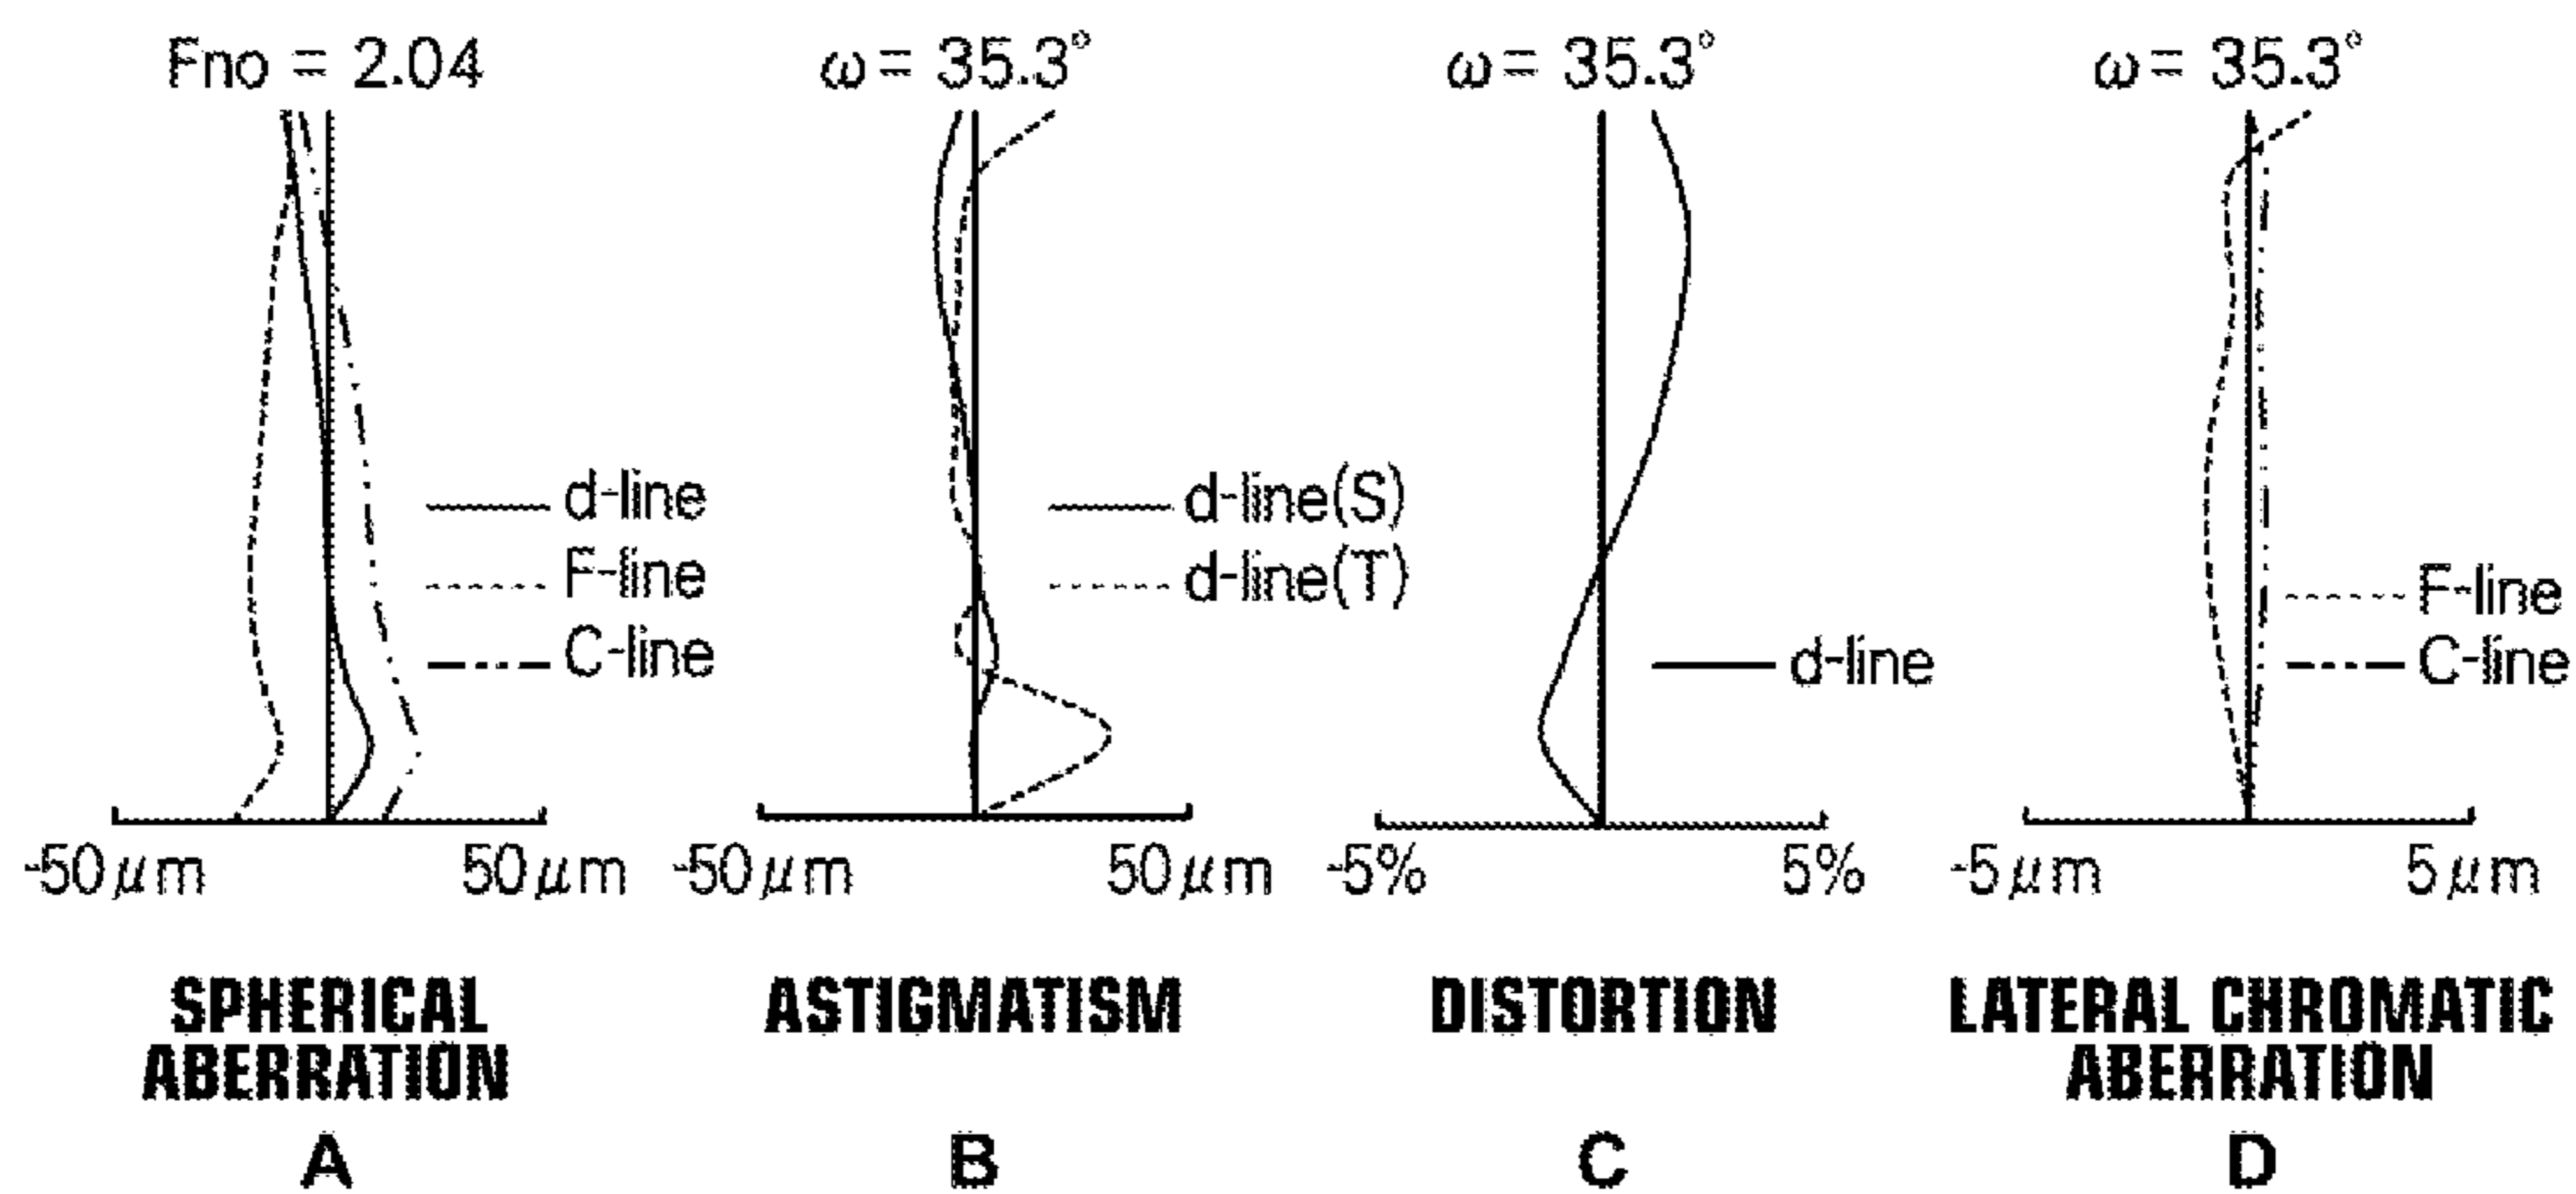 Fno = 2.04
ω = 35.3°
ω = 35.3°
ω = 35.3°
d-line
F-line
C-line
d-line(S)
d-line(T)
d-line
F-line
C-line
-50μm
50μm
-50μm
50μm
-5%
5%
-5μm
5μm
SPHERICAL
ABERRATION
ASTIGMATISM
DISTORTION
LATERAL CHROMATIC
ABERRATION
A
B
C
D